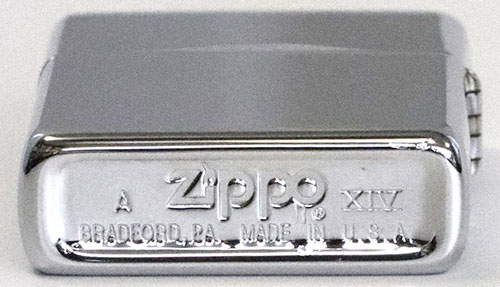 A Zippo® XIV
BRADFORD, PA. MADE IN U.S.A.